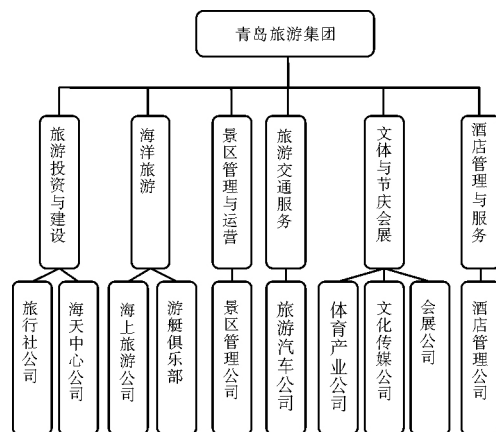 青岛旅游集团
旅游投资与建设
海洋旅游
景区管理与运营
旅游交通服务
文体与节庆会展
酒店管理与服务
旅行社公司
海天中心公司
海上旅游公司
游艇俱乐部
景区管理公司
旅游汽车公司
体育产业公司
文化传媒公司
会展公司
酒店管理公司